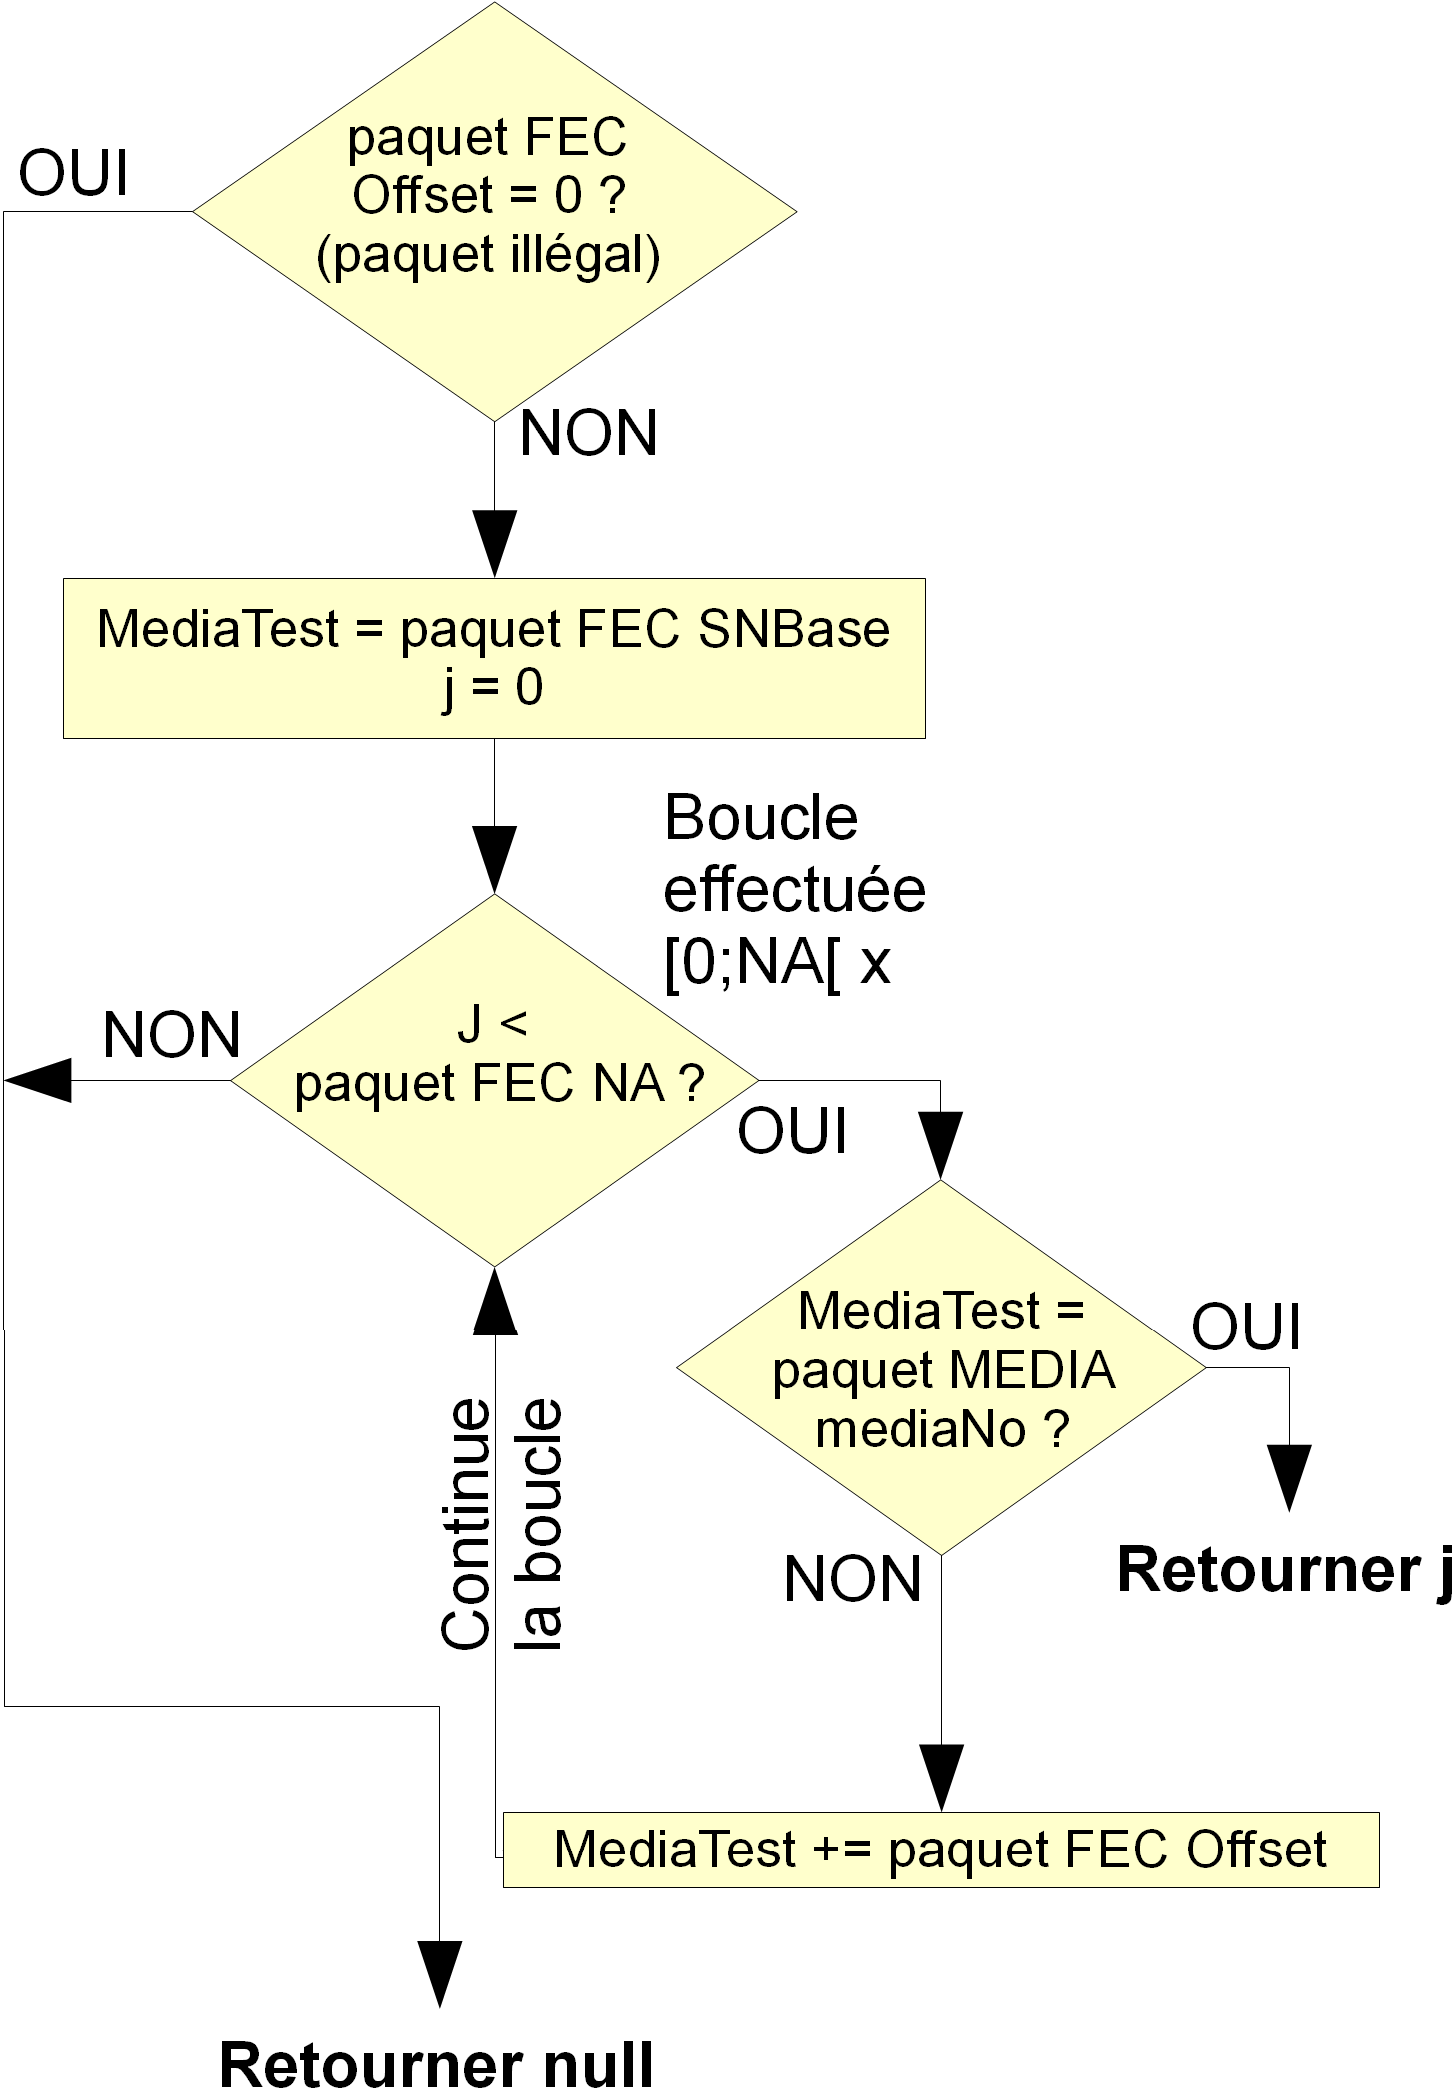 paquet FEC
Offset = 0 ?
(paquet illégal)
OUI
NON
MediaTest = paquet FEC SNBase
j = 0
Boucle
effectuée
[0;NA[ x
J <
paquet FEC NA ?
NON
OUI
MediaTest =
paquet MEDIA
mediaNo ?
OUI
Retourner j
NON
Continue
la boucle
MediaTest += paquet FEC Offset
Retourner null